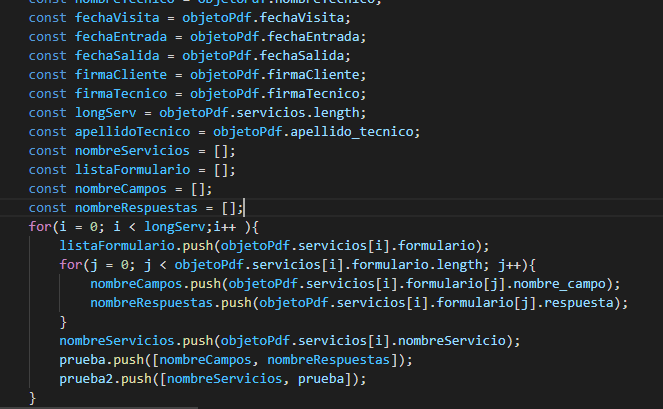 const nombreTecnico = objetoPdf.nombreTecnico;
const fechaVisita = objetoPdf.fechaVisita;
const fechaEntrada = objetoPdf.fechaEntrada;
const fechaSalida = objetoPdf.fechaSalida;
const firmaCliente = objetoPdf.firmaCliente;
const firmaTecnico = objetoPdf.firmaTecnico;
const longServ = objetoPdf.servicios.length;
const apellidoTecnico = objetoPdf.apellido_tecnico;
const nombreServicios = [];
const listaFormulario = [];
const nombreCampos = [];
const nombreRespuestas = [];
for(i = 0; i < longServ;i++ ){
    listaFormulario.push(objetoPdf.servicios[i].formulario);
    for(j = 0; j < objetoPdf.servicios[i].formulario.length; j++){
        nombreCampos.push(objetoPdf.servicios[i].formulario[j].nombre_campo);
        nombreRespuestas.push(objetoPdf.servicios[i].formulario[j].respuesta);
    }
    nombreServicios.push(objetoPdf.servicios[i].nombreServicio);
    prueba.push([nombreCampos, nombreRespuestas]);
    prueba2.push([nombreServicios, prueba]);
}